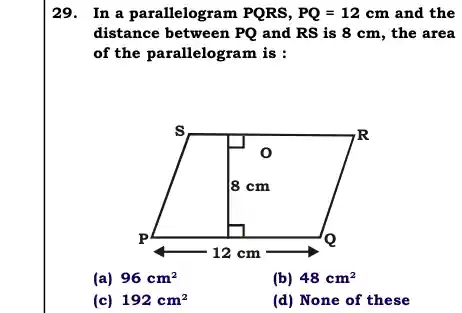 29. In a parallelogram PQRS, PQ = 12 cm and the
distance between PQ and RS is 8 cm, the area
of the parallelogram is :
S
R
O
8 cm
P
Q
12 cm
(a) 96 cm²
(b) 48 cm²
(c) 192 cm²
(d) None of these